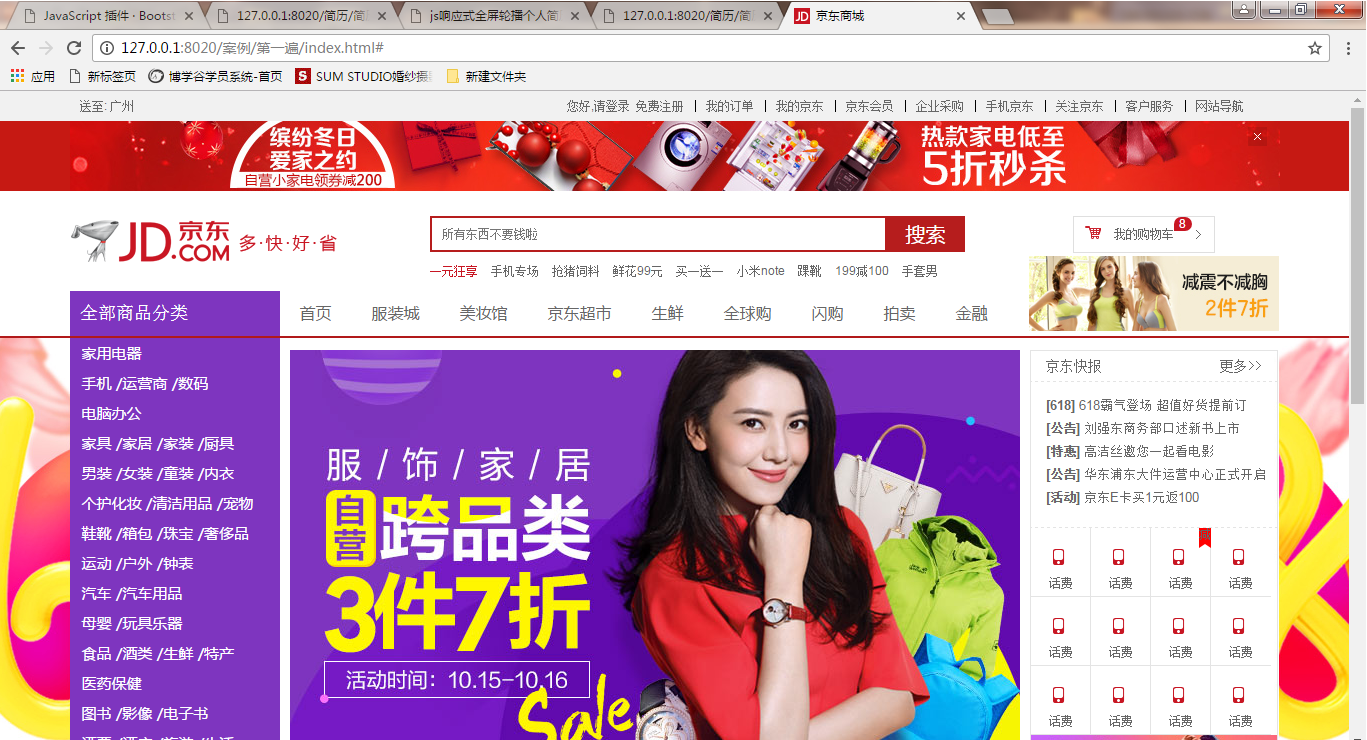 JavaScript 插件 · Bootst
127.0.0.1:8020/简历/简
js响应式全屏轮播个人简
127.0.0.1:8020/简历/简
JD 京东商城
127.0.0.1:8020/案例/第一遍/index.html#
应用 新标签页 博学谷学员系统-首页 S SUM STUDIO婚纱摄 新建文件夹
送至: 广州
您好,请登录 免费注册 | 我的订单 | 我的京东 | 京东会员 | 企业采购 | 手机京东 | 关注京东 | 客户服务 | 网站导航
缤纷冬日
爱家之约
自营小家电领券减200
热款家电低至
5折秒杀
JD.COM 京东
多·快·好·省
所有东西不要钱啦
搜索
我的购物车 8
一元狂享 手机专场 抢猪饲料 鲜花99元 买一送一 小米note 踝靴 199减100 手套男
减震不减胸
2件7折
全部商品分类
首页 服装城 美妆馆 京东超市 生鲜 全球购 闪购 拍卖 金融
家用电器
手机 /运营商 /数码
电脑办公
家具 /家居 /家装 /厨具
男装 /女装 /童装 /内衣
个护化妆 /清洁用品 /宠物
鞋靴 /箱包 /珠宝 /奢侈品
运动 /户外 /钟表
汽车 /汽车用品
母婴 /玩具乐器
食品 /酒类 /生鲜 /特产
医药保健
图书 /影像 /电子书
服 / 饰 / 家 / 居
自营
跨品类
3件7折
活动时间：10.15-10.16
Sale
京东快报 更多>>
[618] 618霸气登场 超值好货提前订
[公告] 刘强东商务部口述新书上市
[特惠] 高洁丝邀您一起看电影
[公告] 华东浦东大件运营中心正式开启
[活动] 京东E卡买1元返100
话费 话费 话费 话费
话费 话费 话费 话费
话费 话费 话费 话费